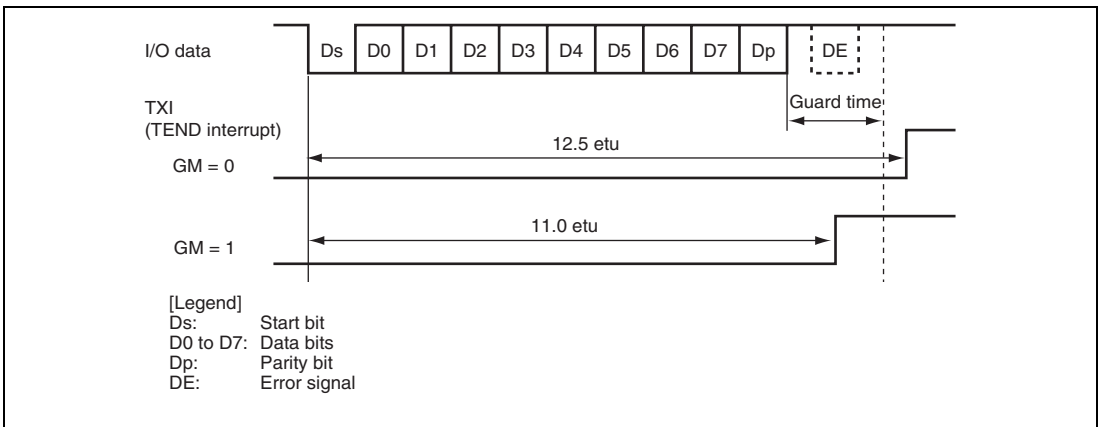 I/O data
Ds D0 D1 D2 D3 D4 D5 D6 D7 Dp DE
Guard time
TXI
(TEND interrupt)
12.5 etu
GM = 0
11.0 etu
GM = 1
[Legend]
Ds: Start bit
D0 to D7: Data bits
Dp: Parity bit
DE: Error signal